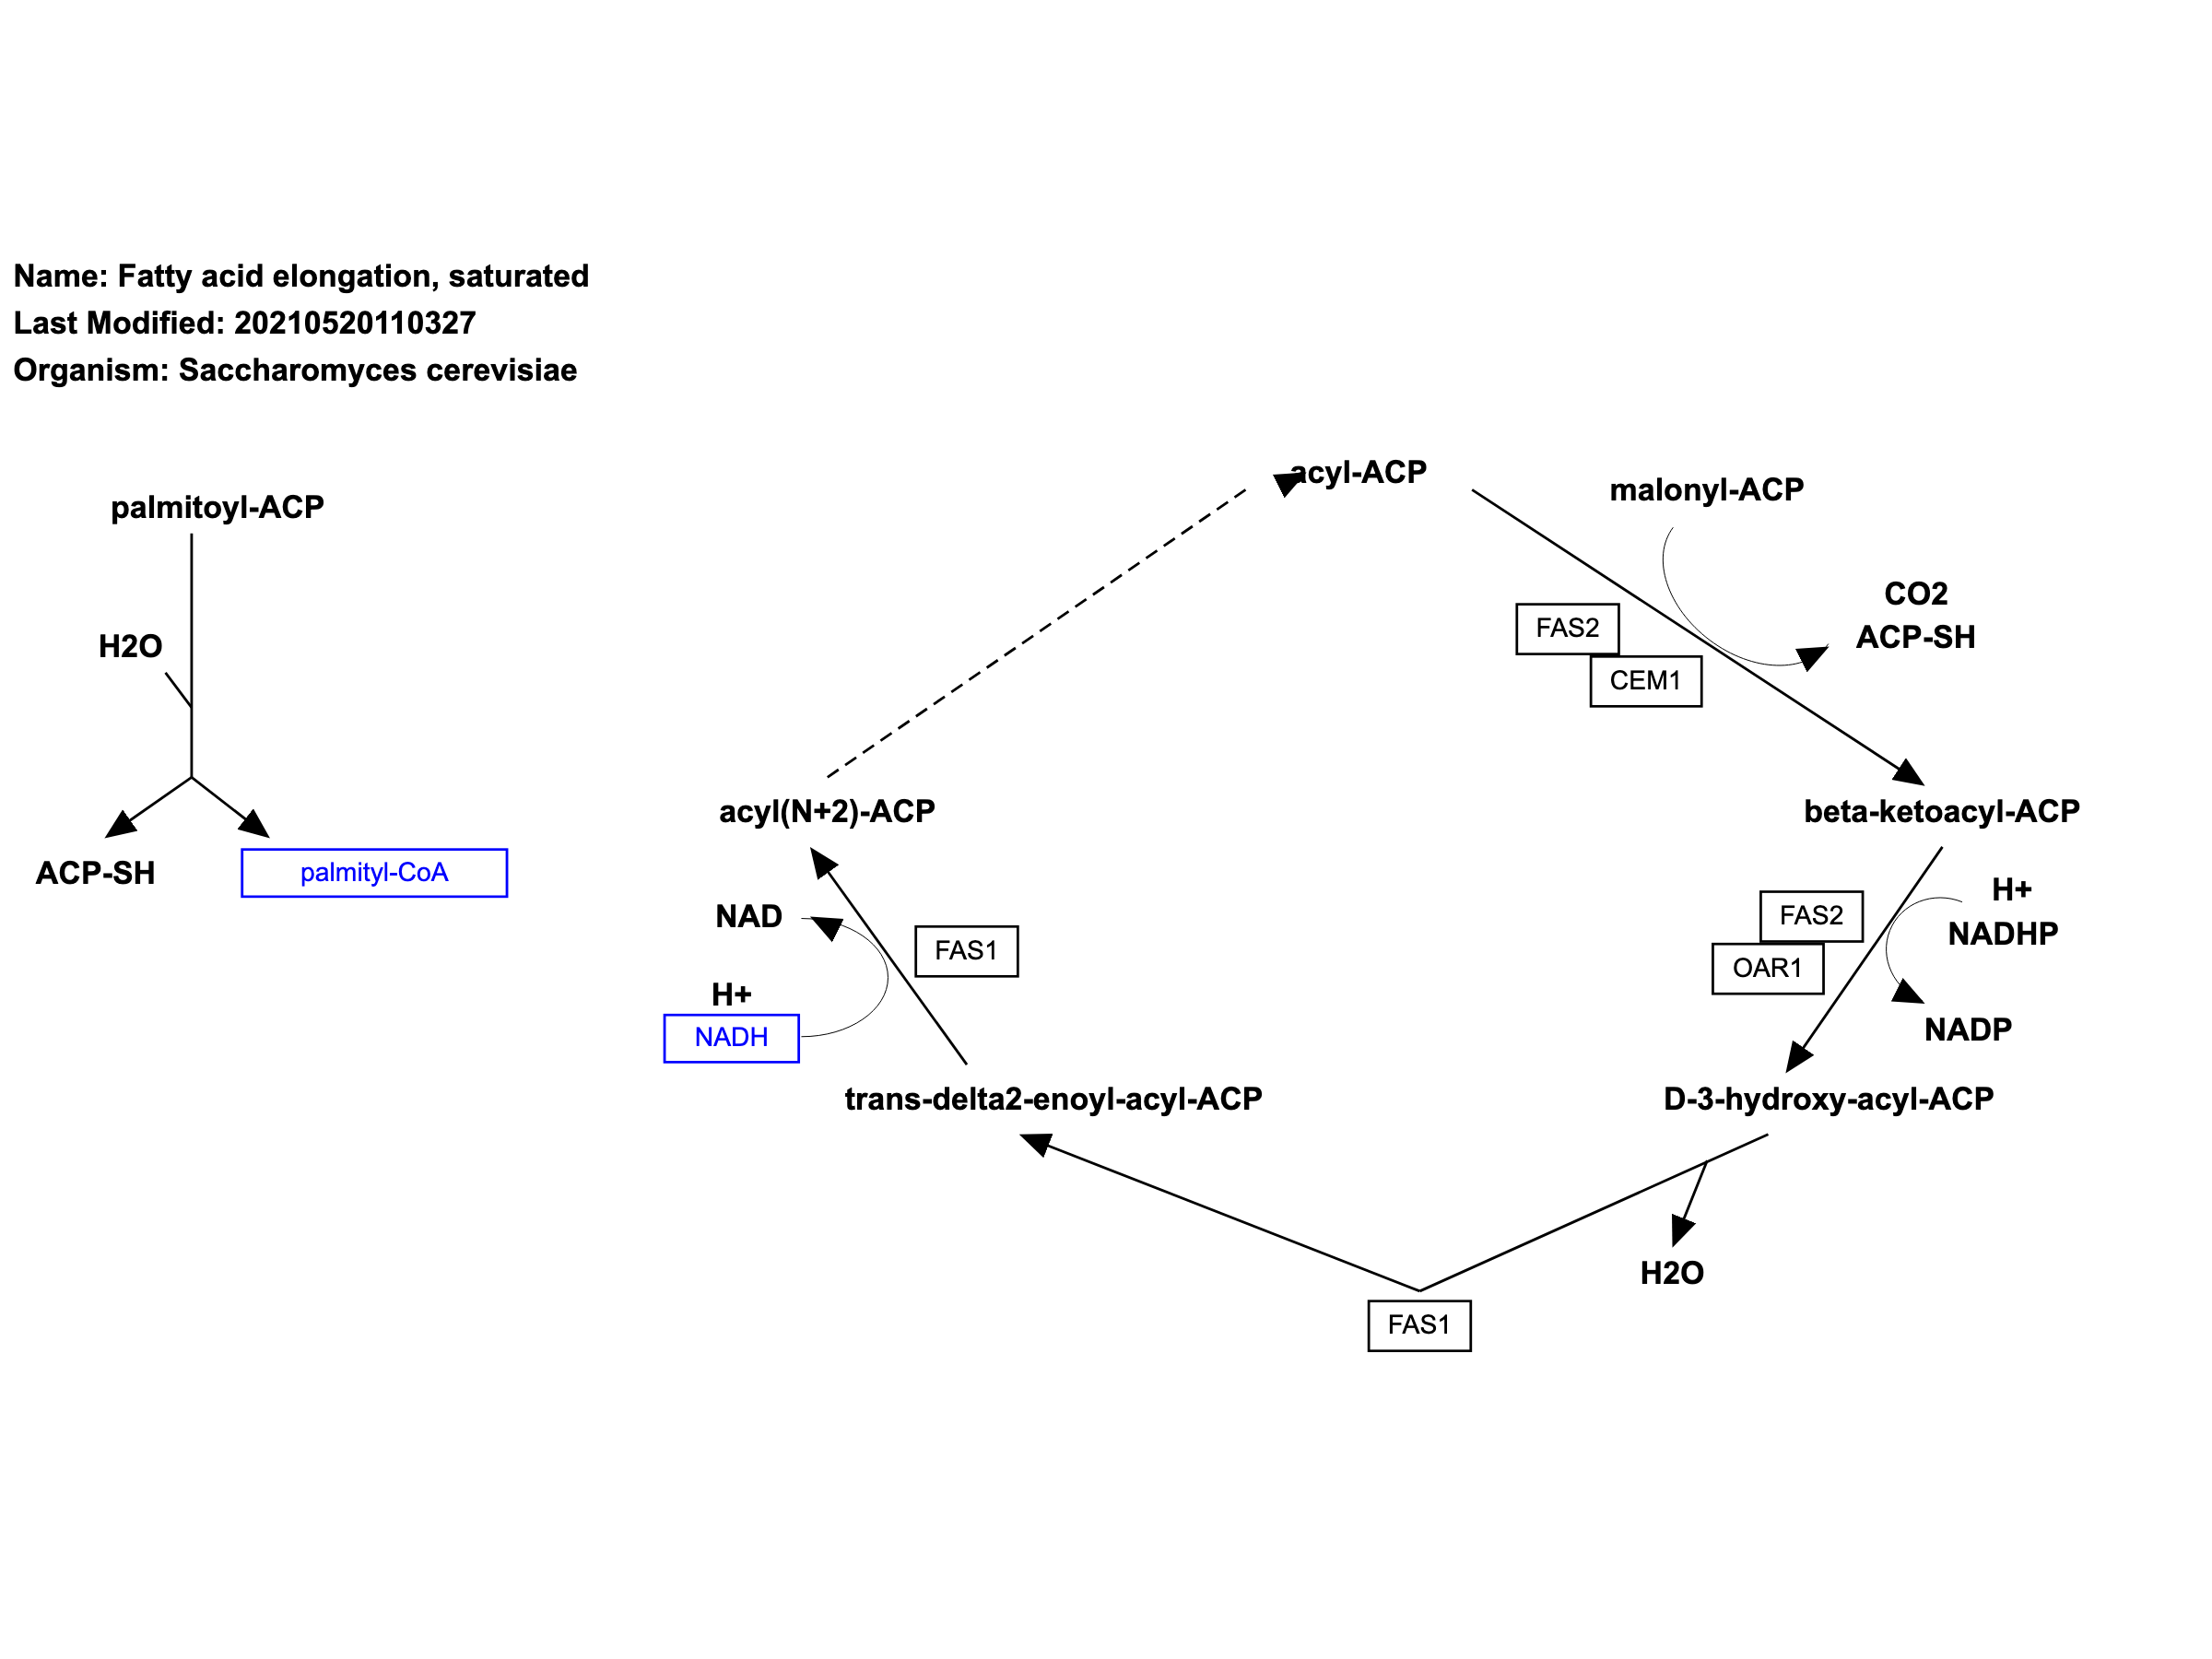 Name: Fatty acid elongation, saturated
Last Modified: 20210520110327
Organism: Saccharomyces cerevisiae
palmitoyl-ACP
H2O
ACP-SH
palmityl-CoA
acyl-ACP
malonyl-ACP
CO2
ACP-SH
FAS2
CEM1
acyl(N+2)-ACP
beta-ketoacyl-ACP
NAD
FAS1
H+
NADH
FAS2
OAR1
H+
NADHP
NADP
trans-delta2-enoyl-acyl-ACP
D-3-hydroxy-acyl-ACP
H2O
FAS1